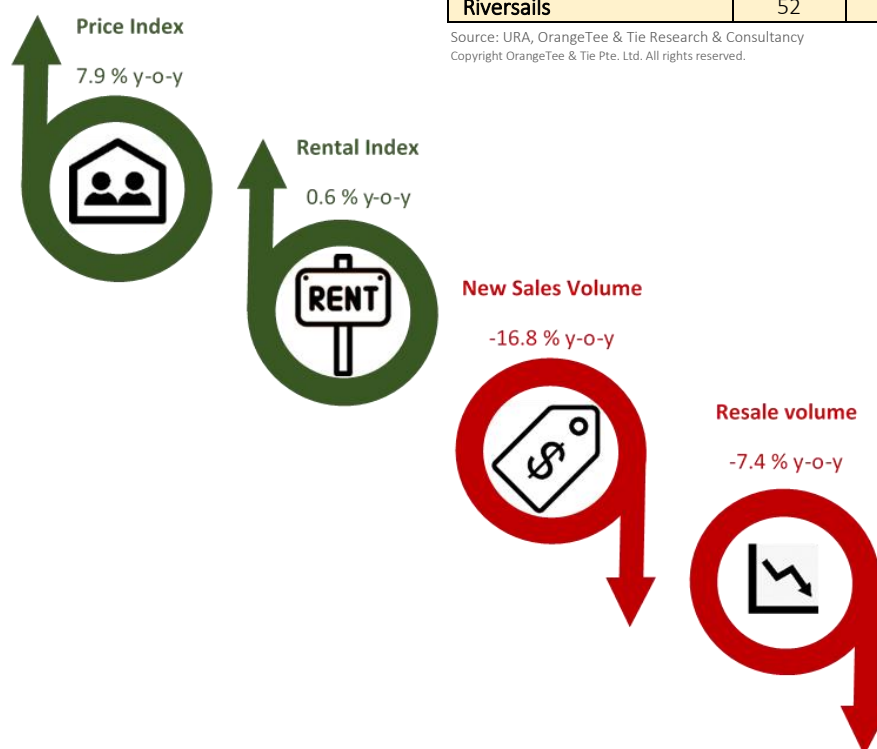 Riversails 52
Source: URA, OrangeTee & Tie Research & Consultancy
Copyright OrangeTee & Tie Pte. Ltd. All rights reserved.
Price Index
7.9 % y-o-y
Rental Index
0.6 % y-o-y
RENT
New Sales Volume
-16.8 % y-o-y
$
Resale volume
-7.4 % y-o-y